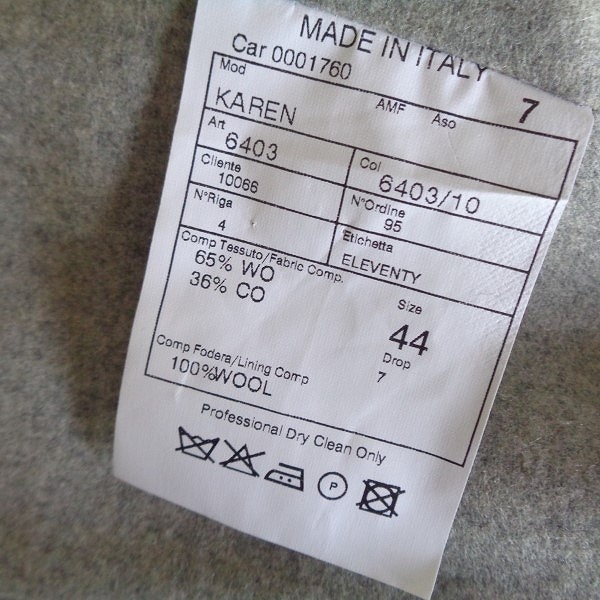 MADE IN ITALY
Car 0001760
7
Mod
AMF Aso
KAREN
Art
6403
Col
6403/10
Cliente
10066
N°Ordine
95
N°Riga
4
Etichetta
ELEVENTY
Comp Tessuto/Fabric Comp.
65% WO
36% CO
Size
44
Drop
7
Comp Fodera/Lining Comp
100%WOOL
Professional Dry Clean Only
P